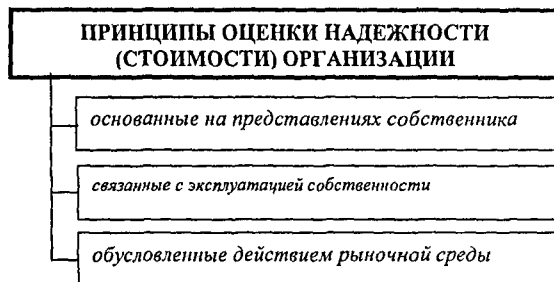 ПРИНЦИПЫ ОЦЕНКИ НАДЕЖНОСТИ
(СТОИМОСТИ) ОРГАНИЗАЦИИ
основанные на представлениях собственника
связанные с эксплуатацией собственности
обусловленные действием рыночной среды